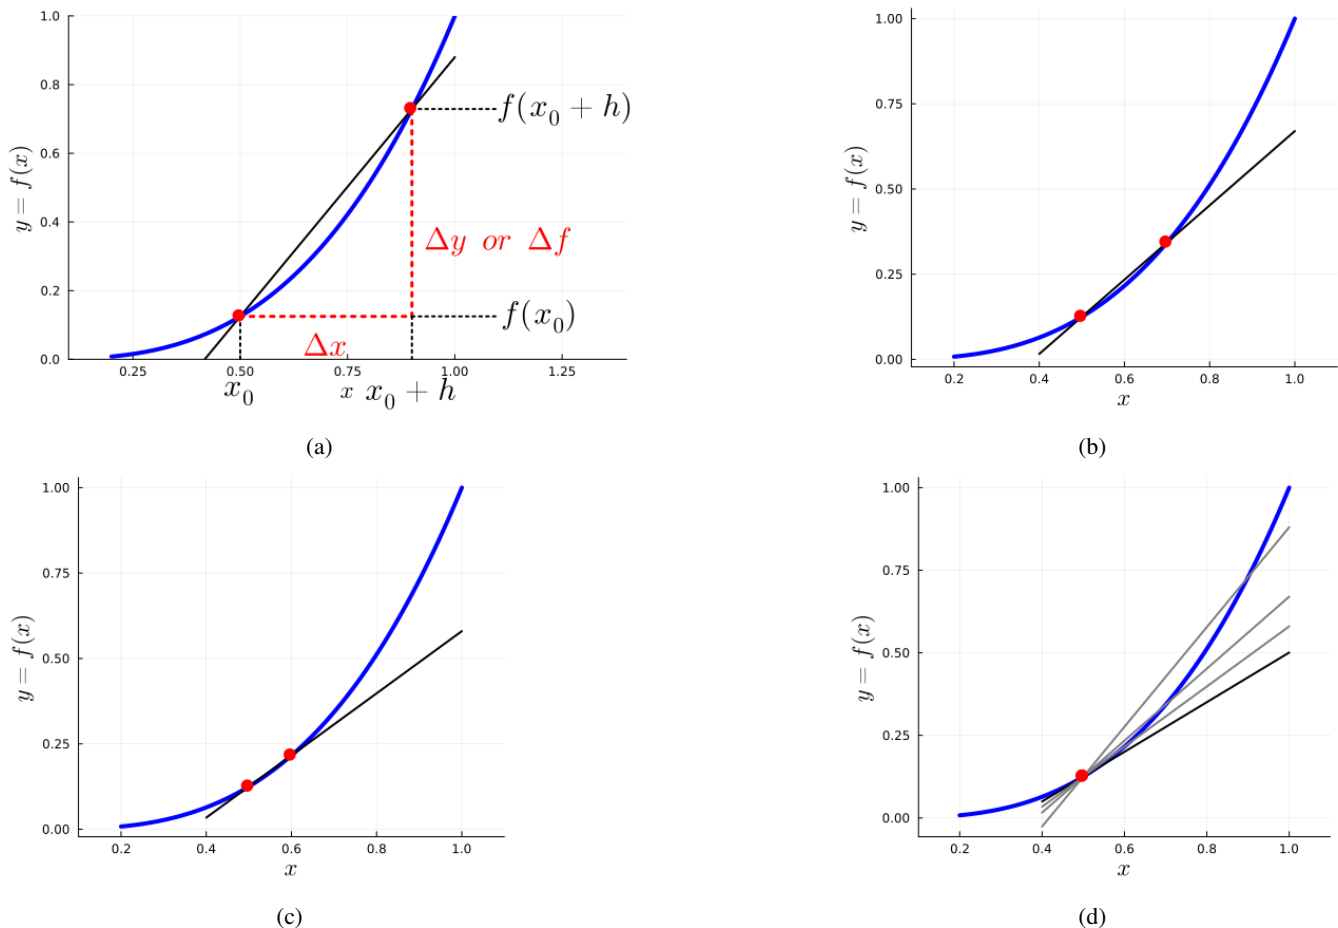 1.0
0.8
0.6
0.4
0.2
0.0
y = f(x)
f(x₀ + h)
Δy or Δf
f(x₀)
Δx
0.25 0.50 0.75 1.00 1.25
x₀ x x₀ + h
(a)
1.00
0.75
0.50
0.25
0.00
y = f(x)
0.2 0.4 0.6 0.8 1.0
x
(b)
1.00
0.75
0.50
0.25
0.00
y = f(x)
0.2 0.4 0.6 0.8 1.0
x
(c)
1.00
0.75
0.50
0.25
0.00
y = f(x)
0.2 0.4 0.6 0.8 1.0
x
(d)